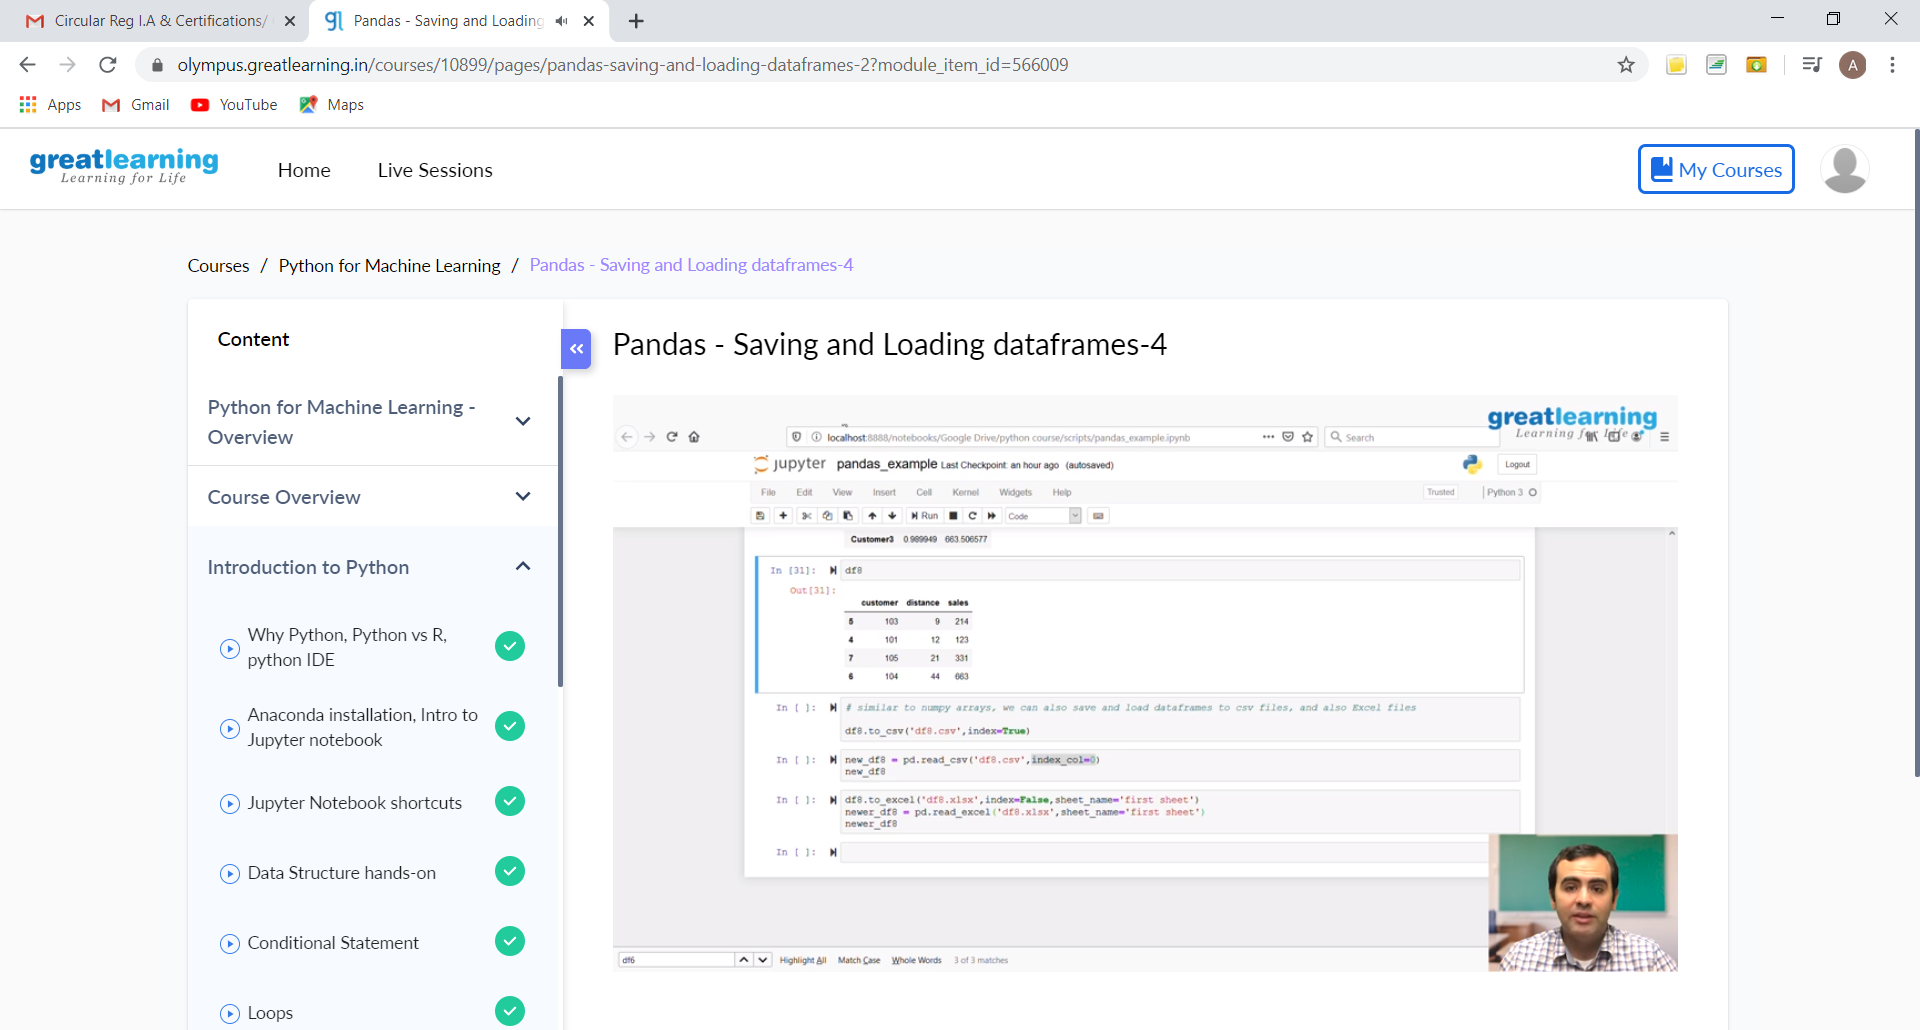 Circular Reg I.A & Certifications/
Pandas - Saving and Loading
olympus.greatlearning.in/courses/10899/pages/pandas-saving-and-loading-dataframes-2?module_item_id=566009
A
Apps Gmail YouTube Maps
greatlearning
Learning for Life
Home Live Sessions
My Courses
Courses / Python for Machine Learning / Pandas - Saving and Loading dataframes-4
Content
Python for Machine Learning -
Overview
Course Overview
Introduction to Python
Why Python, Python vs R,
python IDE
Anaconda installation, Intro to
Jupyter notebook
Jupyter Notebook shortcuts
Data Structure hands-on
Conditional Statement
Loops
Pandas - Saving and Loading dataframes-4
greatlearning
Learning for Life
localhost:8888/notebooks/Google Drive/python course/scripts/pandas_example.ipynb
Search
jupyter pandas_example Last Checkpoint: an hour ago (autosaved)
Logout
File Edit View Insert Cell Kernel Widgets Help
Trusted Python 3
Run Code
Customer3 0.989949 663.506577
In [31]: df8
Out[31]:
customer distance sales
5 103 9 214
4 101 12 123
7 105 21 331
6 104 44 663
In [ ]: # similar to numpy arrays, we can also save and load dataframes to csv files, and also Excel files
df8.to_csv('df8.csv',index=True)
In [ ]: new_df8 = pd.read_csv('df8.csv',index_col=0)
new_df8
In [ ]: df8.to_excel('df8.xlsx',index=False,sheet_name='first sheet')
newer_df8 = pd.read_excel('df8.xlsx',sheet_name='first sheet')
newer_df8
In [ ]:
df6 Highlight All Match Case Whole Words 3 of 3 matches